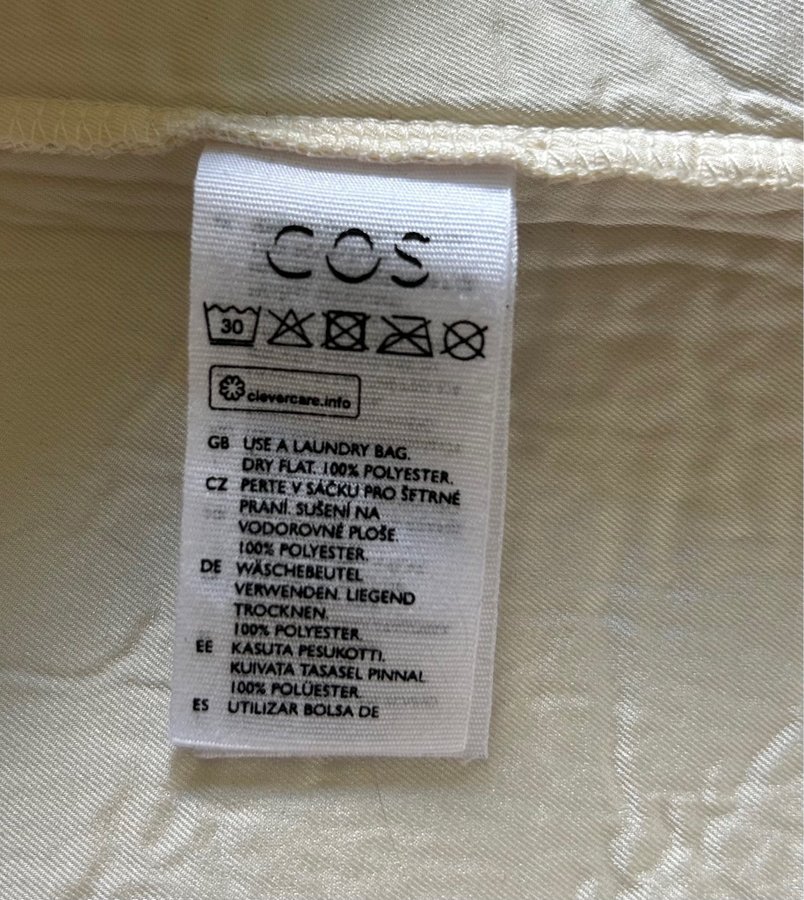 COS
30
clevercare.info
GB USE A LAUNDRY BAG.
DRY FLAT. 100% POLYESTER.
CZ PERTE V SÁČKU PRO ŠETRNÉ
PRANÍ. SUŠENÍ NA
VODOROVNÉ PLOŠE.
100% POLYESTER.
DE WÄSCHEBEUTEL
VERWENDEN. LIEGEND
TROCKNEN.
100% POLYESTER.
EE KASUTA PESUKOTTI.
KUIVATA TASASEL PINNAL
100% POLÜESTER.
ES UTILIZAR BOLSA DE